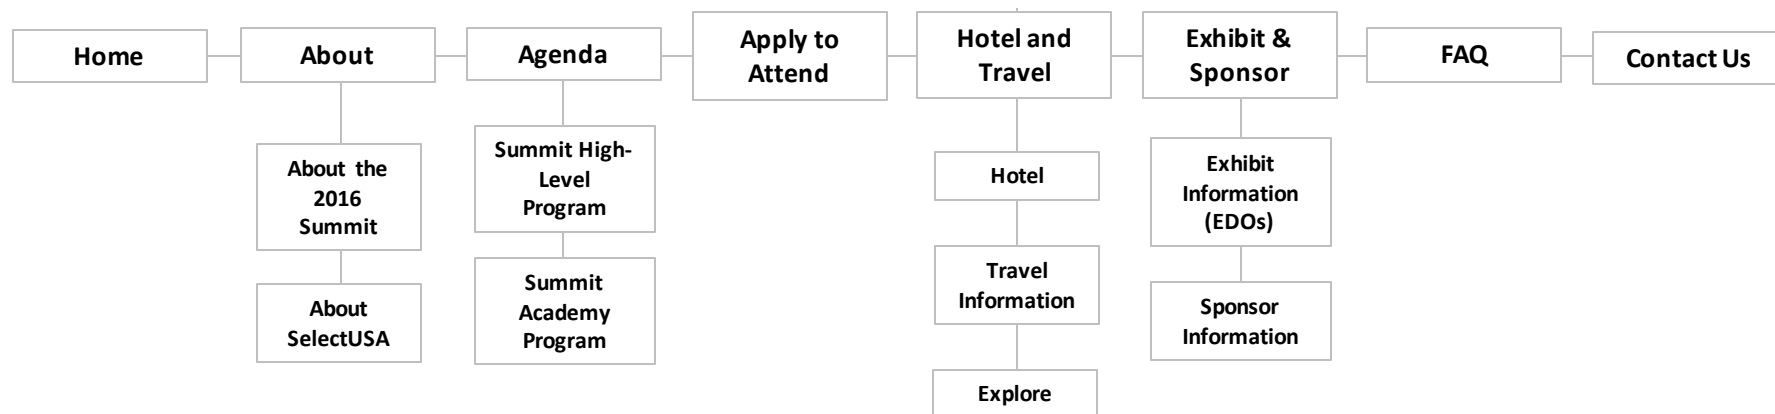 Home
About
Agenda
Apply to
Attend
Hotel and
Travel
Exhibit &
Sponsor
FAQ
Contact Us
About the
2016
Summit
About
SelectUSA
Summit High-
Level
Program
Summit
Academy
Program
Hotel
Travel
Information
Explore
Exhibit
Information
(EDOs)
Sponsor
Information